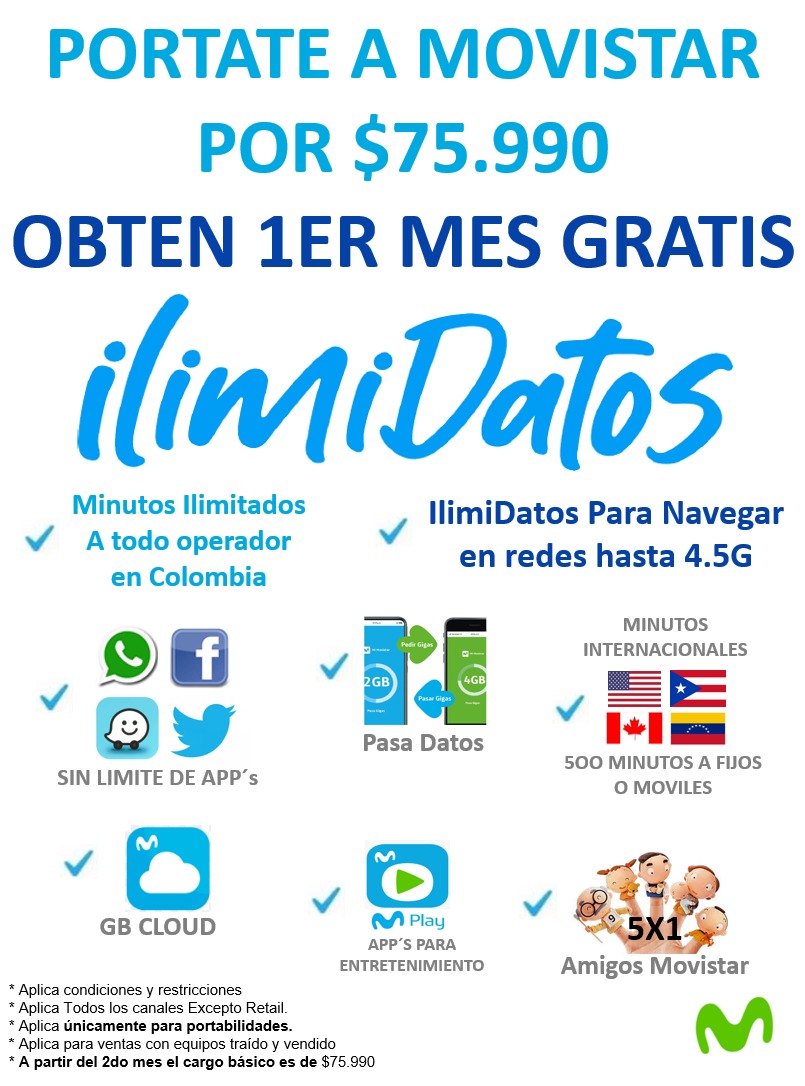 PORTATE A MOVISTAR
POR $75.990
OBTEN 1ER MES GRATIS
ilimiDatos
Minutos Ilimitados
A todo operador
en Colombia
IlimiDatos Para Navegar
en redes hasta 4.5G
SIN LIMITE DE APP´s
Pedir Gigas
2GB
4GB
Pasar Gigas
Pasa Datos
MINUTOS
INTERNACIONALES
5OO MINUTOS A FIJOS
O MOVILES
GB CLOUD
Play
APP´S PARA
ENTRETENIMIENTO
9
5X1
Amigos Movistar
* Aplica condiciones y restricciones
* Aplica Todos los canales Excepto Retail.
* Aplica únicamente para portabilidades.
* Aplica para ventas con equipos traído y vendido
* A partir del 2do mes el cargo básico es de $75.990